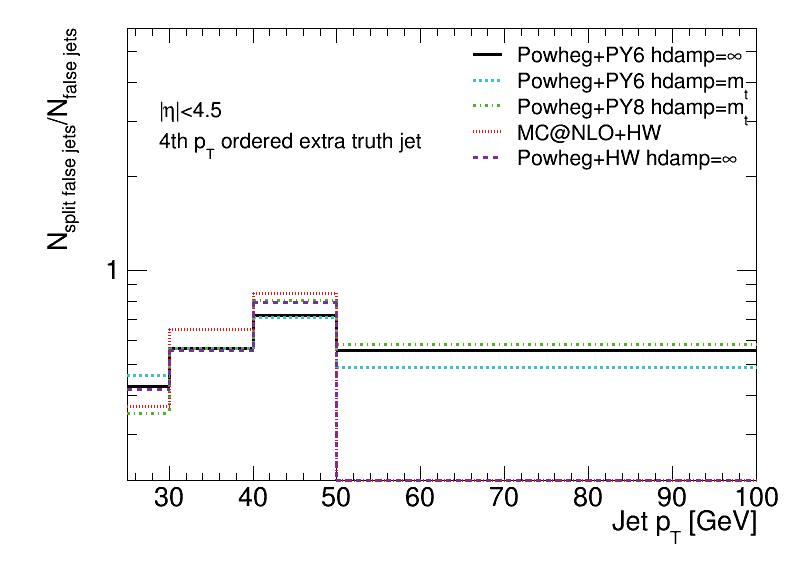 N_split false jets/N_false jets
Powheg+PY6 hdamp=∞
Powheg+PY6 hdamp=m_t
Powheg+PY8 hdamp=m_t
MC@NLO+HW
Powheg+HW hdamp=∞
|η|<4.5
4th p_T ordered extra truth jet
1
30 40 50 60 70 80 90 100
Jet p_T [GeV]